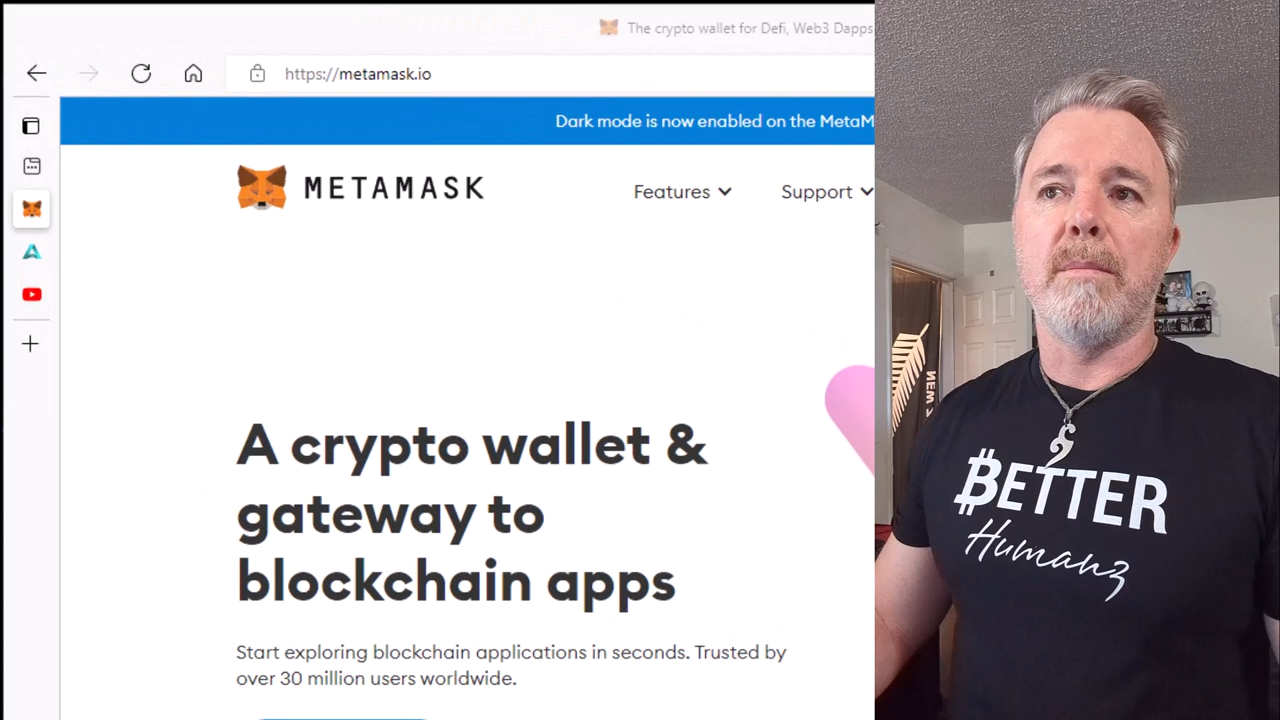 The crypto wallet for Defi, Web3 Dapps
https://metamask.io
Dark mode is now enabled on the MetaM
METAMASK
Features
Support
A crypto wallet &
gateway to
blockchain apps
Start exploring blockchain applications in seconds. Trusted by
over 30 million users worldwide.
₿ETTER
Humanz